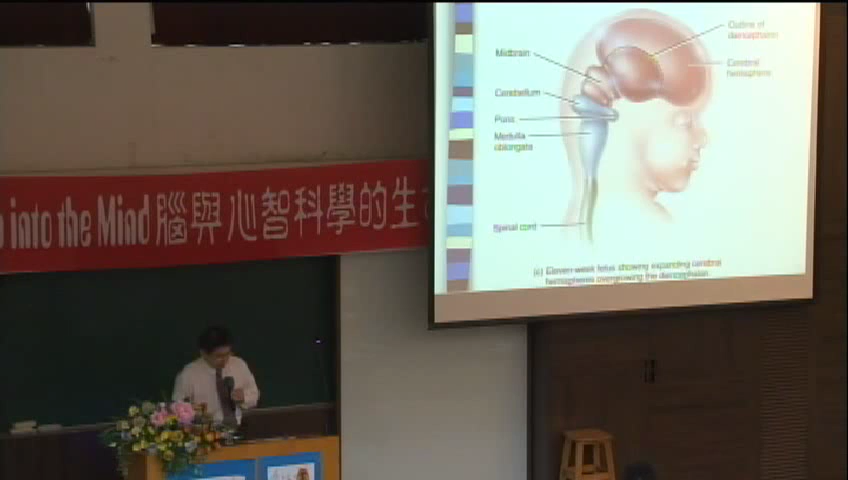 Outline of
diencephalon
Midbrain
Cerebral
hemisphere
Cerebellum
Pons
Medulla
oblongata
Spinal cord
(c) Eleven-week fetus showing expanding cerebral
hemispheres overgrowing the diencephalon.
into the Mind 腦與心智科學的生